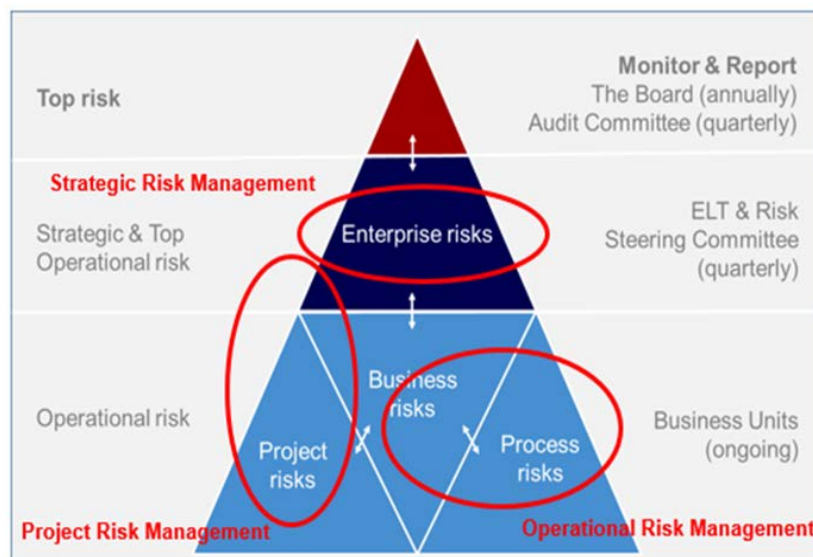 Top risk
Monitor & Report
The Board (annually)
Audit Committee (quarterly)
Strategic Risk Management
Strategic & Top
Operational risk
Enterprise risks
ELT & Risk
Steering Committee
(quarterly)
Operational risk
Business
risks
Project
risks
Process
risks
Business Units
(ongoing)
Project Risk Management
Operational Risk Management